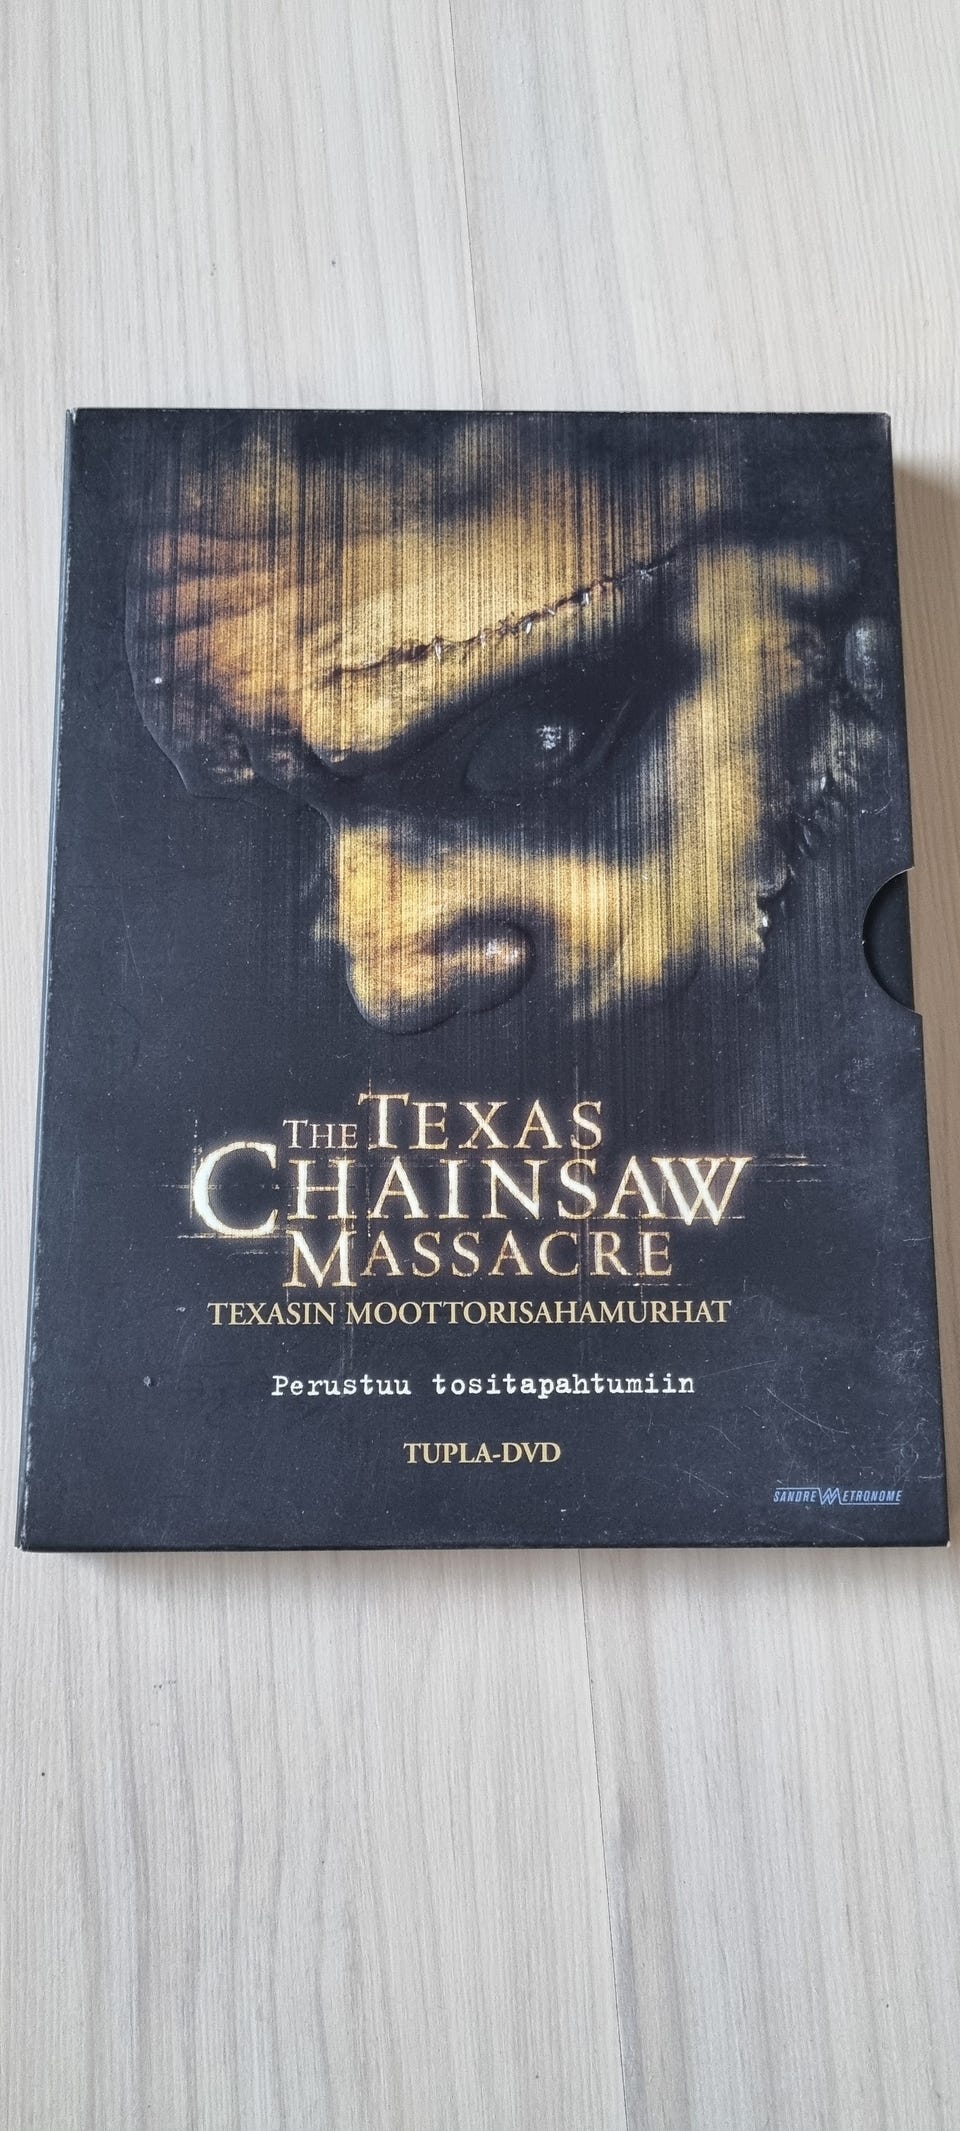 THE TEXAS
CHAINSAW
MASSACRE
TEXASIN MOOTTORISAHAMURHAT
Perustuu tositapahtumiin
TUPLA-DVD
SANDREW METRONOME